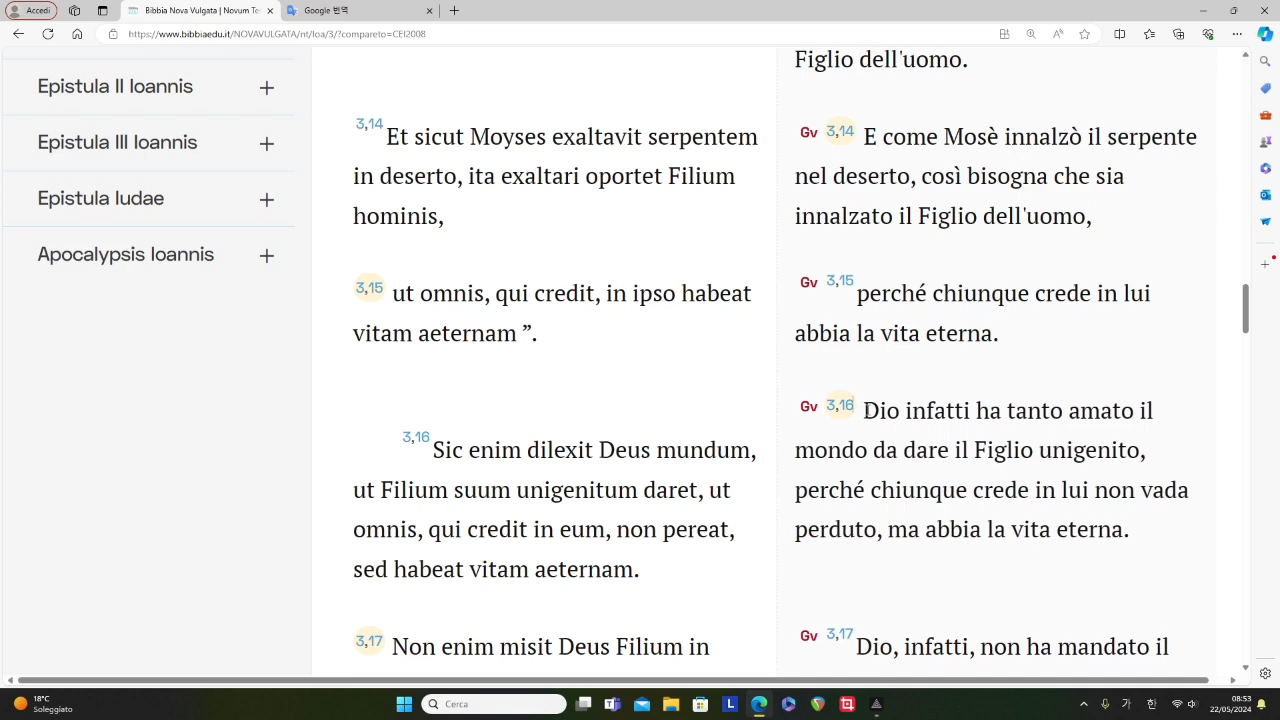 Accedi
Bibbia Nova Vulgata | Novum Te
Google 번역
https://www.bibbiaedu.it/NOVAVULGATA/nt/Ioa/3/?compareto=CEI2008
Epistula II Ioannis
Epistula III Ioannis
Epistula Iudae
Apocalypsis Ioannis
3,14 Et sicut Moyses exaltavit serpentem
in deserto, ita exaltari oportet Filium
hominis,
3,15 ut omnis, qui credit, in ipso habeat
vitam aeternam ”.
3,16 Sic enim dilexit Deus mundum,
ut Filium suum unigenitum daret, ut
omnis, qui credit in eum, non pereat,
sed habeat vitam aeternam.
3,17 Non enim misit Deus Filium in
Figlio dell'uomo.
Gv 3,14 E come Mosè innalzò il serpente
nel deserto, così bisogna che sia
innalzato il Figlio dell'uomo,
Gv 3,15 perché chiunque crede in lui
abbia la vita eterna.
Gv 3,16 Dio infatti ha tanto amato il
mondo da dare il Figlio unigenito,
perché chiunque crede in lui non vada
perduto, ma abbia la vita eterna.
Gv 3,17 Dio, infatti, non ha mandato il
18°C
Soleggiato
Cerca
가
한
08:53
22/05/2024